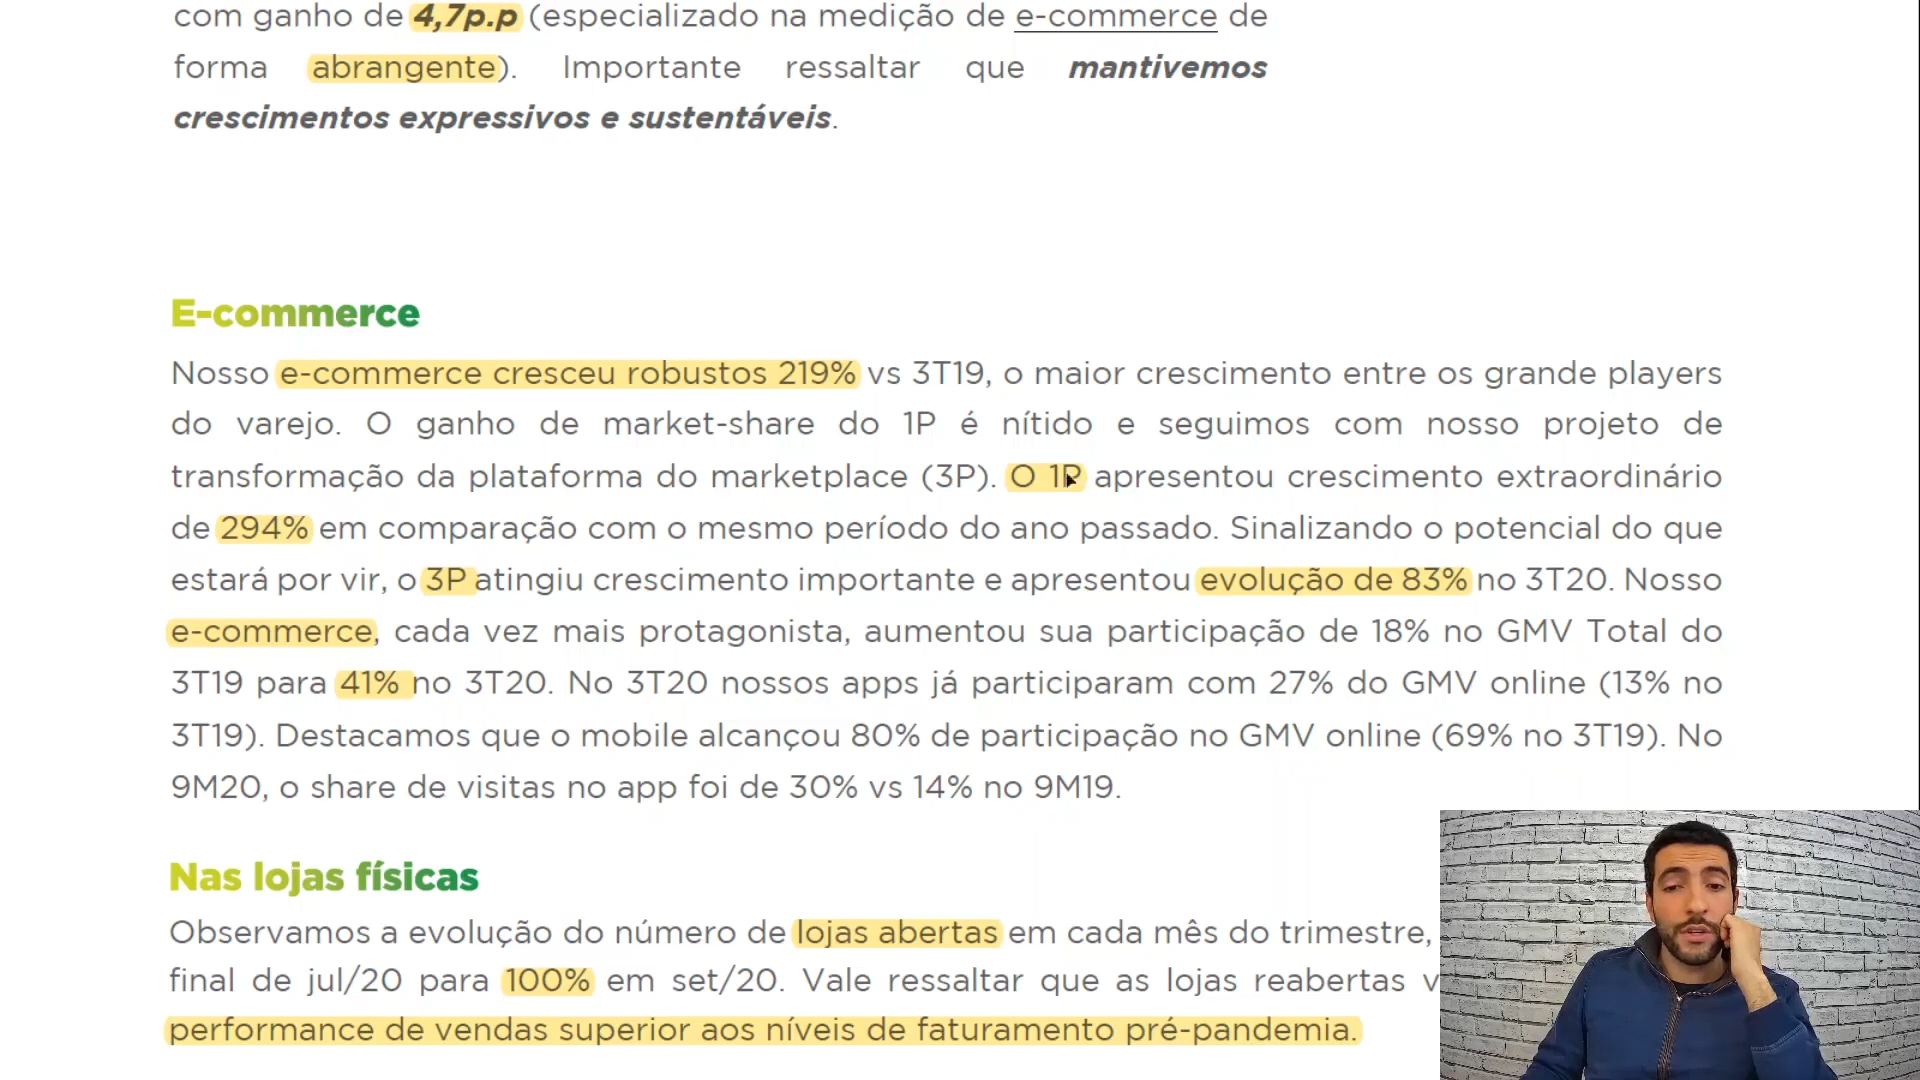 com ganho de 4,7p.p (especializado na medição de e-commerce de
forma abrangente). Importante ressaltar que mantivemos
crescimentos expressivos e sustentáveis.
E-commerce
Nosso e-commerce cresceu robustos 219% vs 3T19, o maior crescimento entre os grande players
do varejo. O ganho de market-share do 1P é nítido e seguimos com nosso projeto de
transformação da plataforma do marketplace (3P). O 1P apresentou crescimento extraordinário
de 294% em comparação com o mesmo período do ano passado. Sinalizando o potencial do que
estará por vir, o 3P atingiu crescimento importante e apresentou evolução de 83% no 3T20. Nosso
e-commerce, cada vez mais protagonista, aumentou sua participação de 18% no GMV Total do
3T19 para 41% no 3T20. No 3T20 nossos apps já participaram com 27% do GMV online (13% no
3T19). Destacamos que o mobile alcançou 80% de participação no GMV online (69% no 3T19). No
9M20, o share de visitas no app foi de 30% vs 14% no 9M19.
Nas lojas físicas
Observamos a evolução do número de lojas abertas em cada mês do trimestre,
final de jul/20 para 100% em set/20. Vale ressaltar que as lojas reabertas
performance de vendas superior aos níveis de faturamento pré-pandemia.